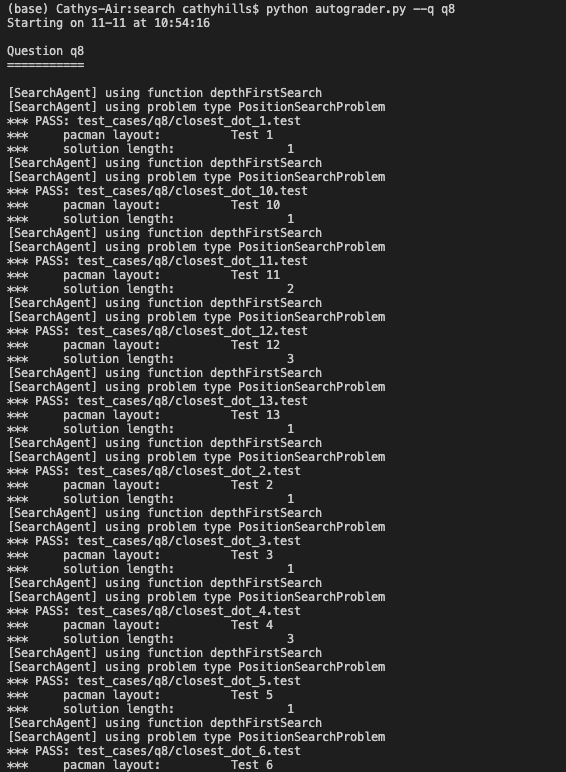 (base) Cathys-Air:search cathyhills$ python autograder.py --q q8
Starting on 11-11 at 10:54:16

Question q8
===========

[SearchAgent] using function depthFirstSearch
[SearchAgent] using problem type PositionSearchProblem
*** PASS: test_cases/q8/closest_dot_1.test
***     pacman layout:          Test 1
***     solution length:                1
[SearchAgent] using function depthFirstSearch
[SearchAgent] using problem type PositionSearchProblem
*** PASS: test_cases/q8/closest_dot_10.test
***     pacman layout:          Test 10
***     solution length:                1
[SearchAgent] using function depthFirstSearch
[SearchAgent] using problem type PositionSearchProblem
*** PASS: test_cases/q8/closest_dot_11.test
***     pacman layout:          Test 11
***     solution length:                2
[SearchAgent] using function depthFirstSearch
[SearchAgent] using problem type PositionSearchProblem
*** PASS: test_cases/q8/closest_dot_12.test
***     pacman layout:          Test 12
***     solution length:                3
[SearchAgent] using function depthFirstSearch
[SearchAgent] using problem type PositionSearchProblem
*** PASS: test_cases/q8/closest_dot_13.test
***     pacman layout:          Test 13
***     solution length:                1
[SearchAgent] using function depthFirstSearch
[SearchAgent] using problem type PositionSearchProblem
*** PASS: test_cases/q8/closest_dot_2.test
***     pacman layout:          Test 2
***     solution length:                1
[SearchAgent] using function depthFirstSearch
[SearchAgent] using problem type PositionSearchProblem
*** PASS: test_cases/q8/closest_dot_3.test
***     pacman layout:          Test 3
***     solution length:                1
[SearchAgent] using function depthFirstSearch
[SearchAgent] using problem type PositionSearchProblem
*** PASS: test_cases/q8/closest_dot_4.test
***     pacman layout:          Test 4
***     solution length:                3
[SearchAgent] using function depthFirstSearch
[SearchAgent] using problem type PositionSearchProblem
*** PASS: test_cases/q8/closest_dot_5.test
***     pacman layout:          Test 5
***     solution length:                1
[SearchAgent] using function depthFirstSearch
[SearchAgent] using problem type PositionSearchProblem
*** PASS: test_cases/q8/closest_dot_6.test
***     pacman layout:          Test 6